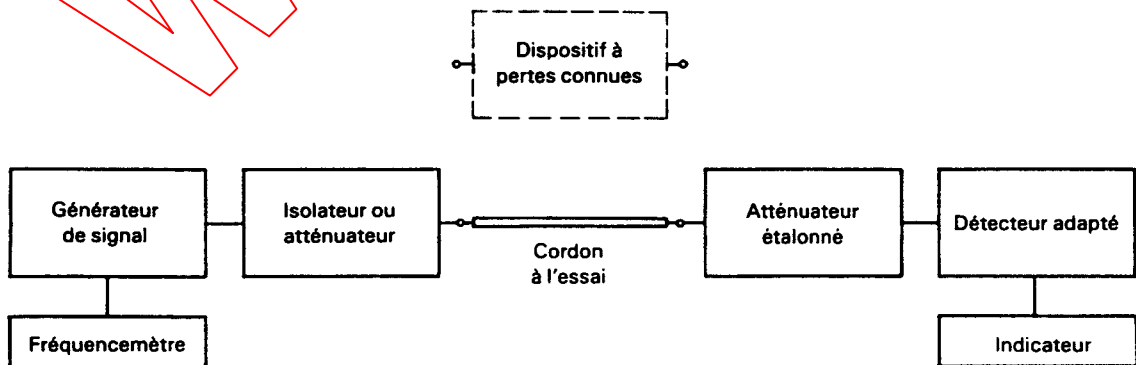 Dispositif à
pertes connues
Générateur
de signal
Isolateur ou
atténuateur
Cordon
à l'essai
Atténuateur
étalonné
Détecteur adapté
Fréquencemètre
Indicateur